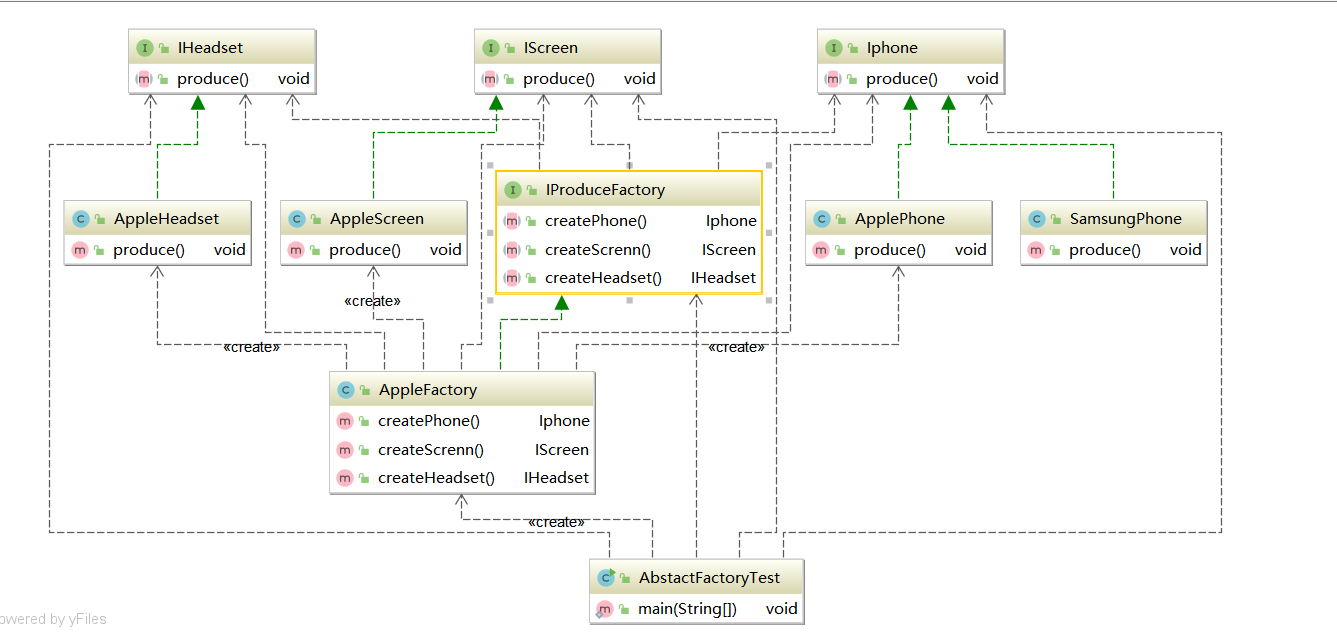 IHeadset
produce() void
IScreen
produce() void
Iphone
produce() void
IProduceFactory
createPhone() Iphone
createScrenn() IScreen
createHeadset() IHeadset
AppleHeadset
produce() void
AppleScreen
produce() void
ApplePhone
produce() void
SamsungPhone
produce() void
«create»
«create»
«create»
AppleFactory
createPhone() Iphone
createScrenn() IScreen
createHeadset() IHeadset
«create»
AbstactFactoryTest
main(String[]) void
owered by yFiles